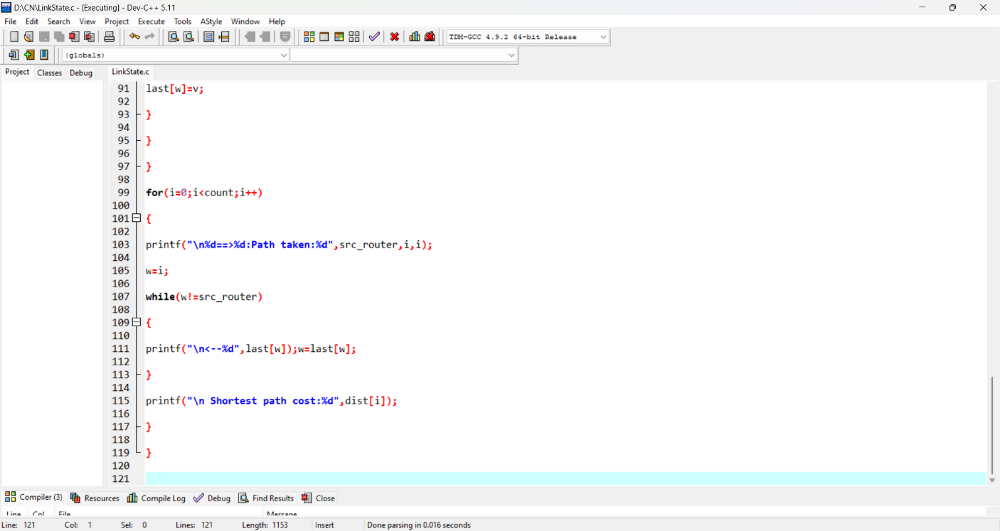 D:\CN\LinkState.c - [Executing] - Dev-C++ 5.11
File Edit Search View Project Execute Tools AStyle Window Help
TDM-GCC 4.9.2 64-bit Release
(globals)
Project Classes Debug LinkState.c
91 last[w]=v;
92
93 }
94
95 }
96
97 }
98
99 for(i=0;i<count;i++)
100
101 {
102
103 printf("\n%d==>%d:Path taken:%d",src_router,i,i);
104
105 w=i;
106
107 while(w!=src_router)
108
109 {
110
111 printf("\n<--%d",last[w]);w=last[w];
112
113 }
114
115 printf("\n Shortest path cost:%d",dist[i]);
116
117 }
118
119 }
120
121
Compiler (3) Resources Compile Log Debug Find Results Close
Line Col File Message
Line: 121 Col: 1 Sel: 0 Lines: 121 Length: 1153 Insert Done parsing in 0.016 seconds